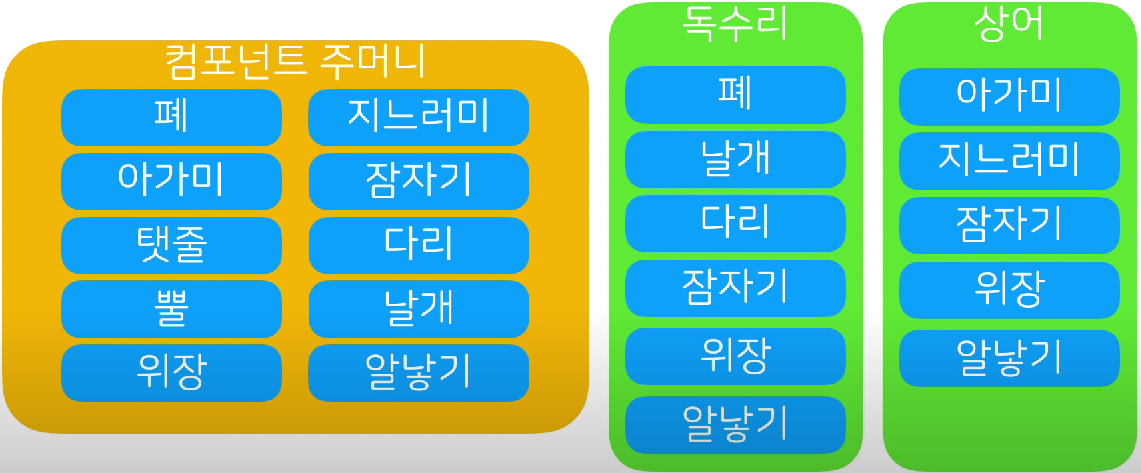 컴포넌트 주머니
폐
지느러미
아가미
잠자기
탯줄
다리
뿔
날개
위장
알낳기
독수리
폐
날개
다리
잠자기
위장
알낳기
상어
아가미
지느러미
잠자기
위장
알낳기